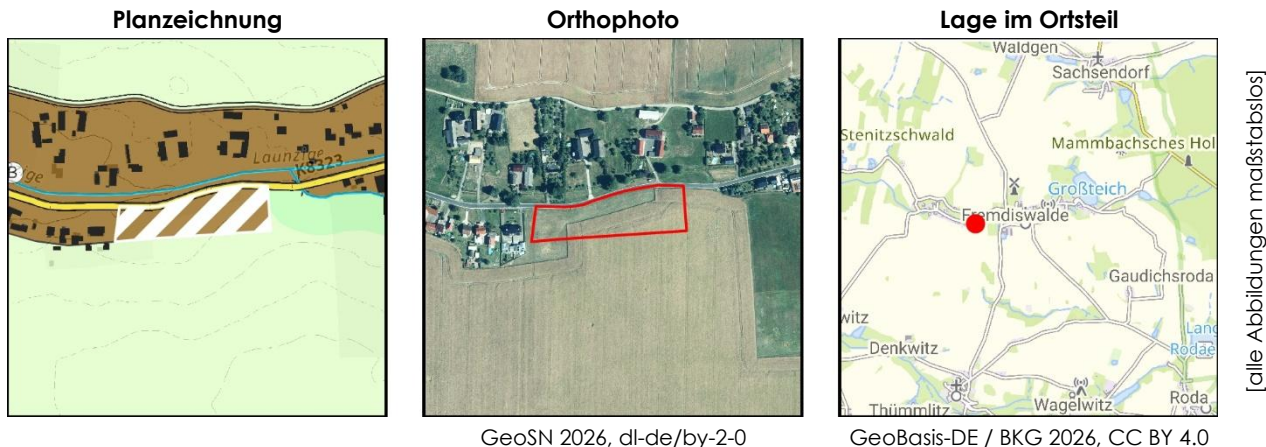 Planzeichnung
Orthophoto
Lage im Ortsteil
Launzige
K8323
Waldgen
Sachsendorf
Stenitzschwald
Mammbachsches Hol
Großteich
Fremdiswalde
Gaudichsroda
witz
Denkwitz
Lan
Rodae
Thümmlitz
Wagelwitz
Roda
[alle Abbildungen maßstabslos]
GeoSN 2026, dl-de/by-2-0
GeoBasis-DE / BKG 2026, CC BY 4.0